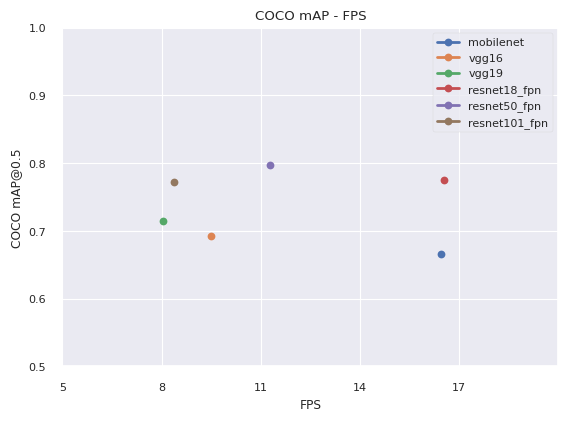 COCO mAP - FPS
1.0
0.9
0.8
0.7
0.6
0.5
COCO mAP@0.5
mobilenet
vgg16
vgg19
resnet18_fpn
resnet50_fpn
resnet101_fpn
5 8 11 14 17
FPS